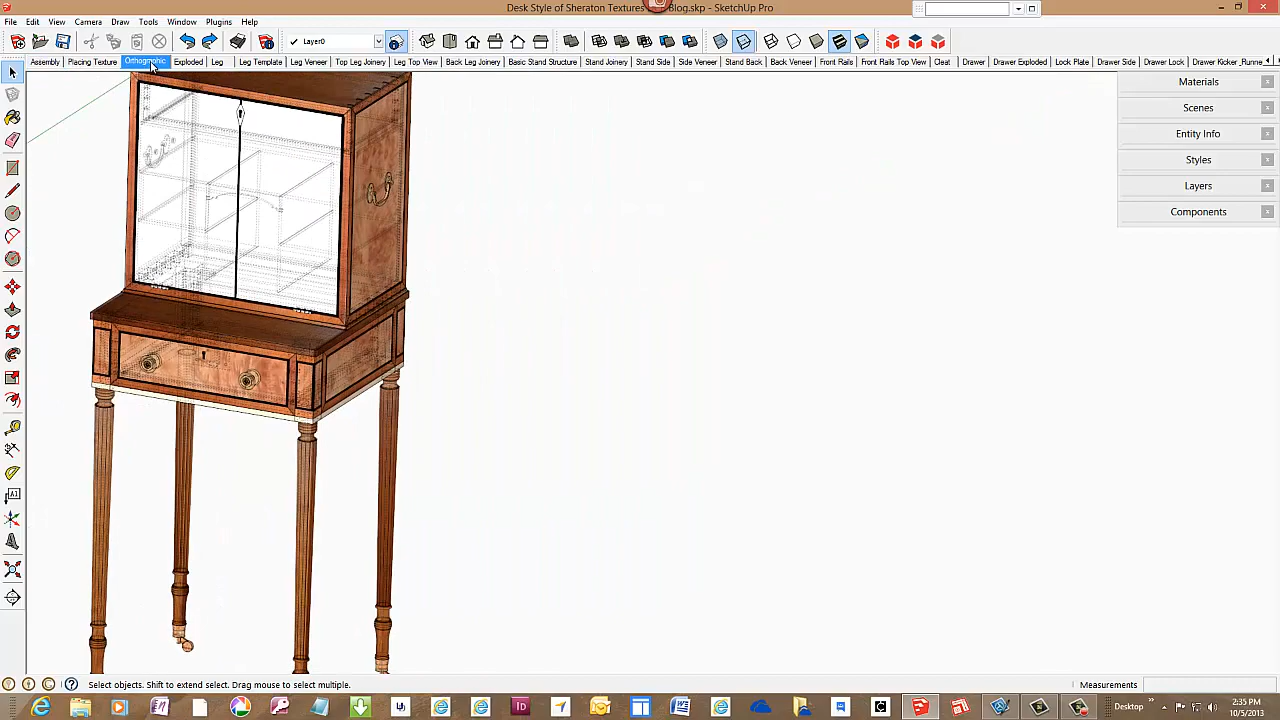 Desk Style of Sheraton Textures
Blog.skp - SketchUp Pro
File Edit View Camera Draw Tools Window Plugins Help
Layer0
Assembly Placing Texture Orthographic Exploded Leg Leg Template Leg Veneer Top Leg Joinery Leg Top View Back Leg Joinery Basic Stand Structure Stand Joinery Stand Side Side Veneer Stand Back Back Veneer Front Rails Front Rails Top View Cleat Drawer Drawer Exploded Lock Plate Drawer Side Drawer Lock Drawer Kicker_Runne
Materials
Scenes
Entity Info
Styles
Layers
Components
Select objects. Shift to extend select. Drag mouse to select multiple.
Measurements
Desktop
2:35 PM
10/5/2013